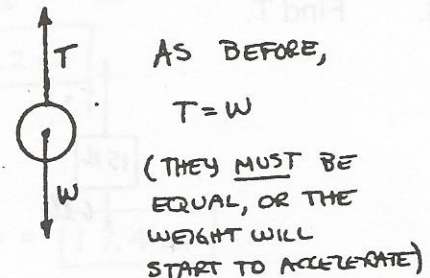 T
W
AS BEFORE,
T = W
(THEY MUST BE
EQUAL, OR THE
WEIGHT WILL
START TO ACCELERATE)